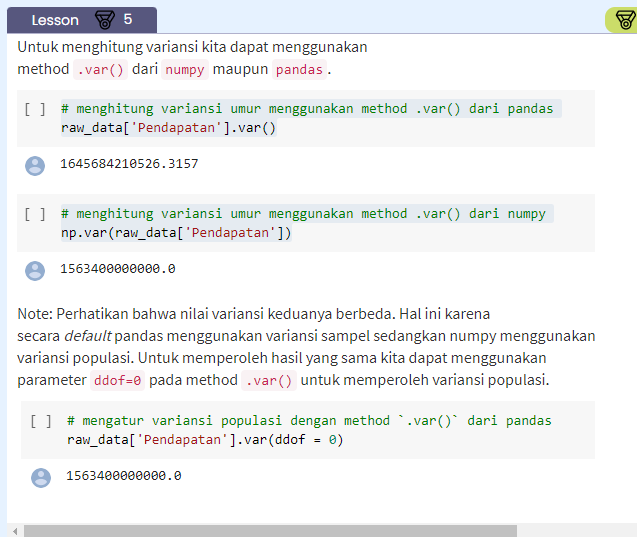 Lesson 5
Untuk menghitung variansi kita dapat menggunakan
method .var() dari numpy maupun pandas.
[ ] # menghitung variansi umur menggunakan method .var() dari pandas
raw_data['Pendapatan'].var()
1645684210526.3157
[ ] # menghitung variansi umur menggunakan method .var() dari numpy
np.var(raw_data['Pendapatan'])
1563400000000.0
Note: Perhatikan bahwa nilai variansi keduanya berbeda. Hal ini karena
secara default pandas menggunakan variansi sampel sedangkan numpy menggunakan
variansi populasi. Untuk memperoleh hasil yang sama kita dapat menggunakan
parameter ddof=0 pada method .var() untuk memperoleh variansi populasi.
[ ] # mengatur variansi populasi dengan method `.var()` dari pandas
raw_data['Pendapatan'].var(ddof = 0)
1563400000000.0